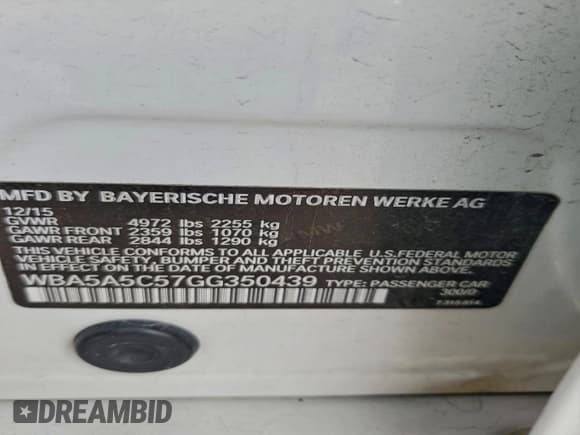 MFD BY BAYERISCHE MOTOREN WERKE AG
12/15
GVWR 4972 lbs 2255 kg
GAWR FRONT 2359 lbs 1070 kg
GAWR REAR 2844 lbs 1290 kg
THIS VEHICLE CONFORMS TO ALL APPLICABLE U.S.FEDERAL MOTOR
VEHICLE SAFETY, BUMPER AND THEFT PREVENTION STANDARDS
IN EFFECT ON THE DATE OF MANUFACTURE SHOWN ABOVE.
WBA5A5C57GG350439 TYPE: PASSENGER CAR
300/0
DREAMBID